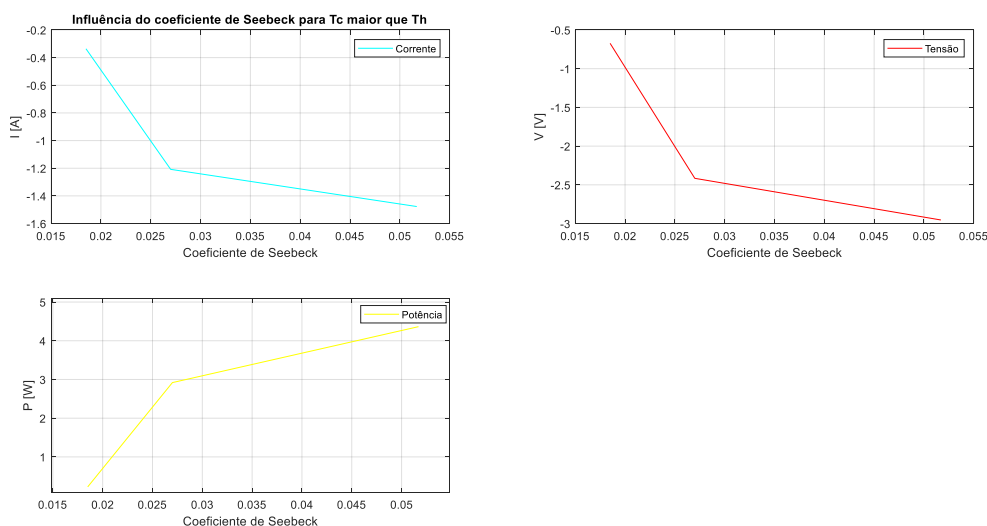 Influência do coeficiente de Seebeck para Tc maior que Th
-0.2
-0.4
-0.6
-0.8
-1
-1.2
-1.4
-1.6
I [A]
Corrente
0.015 0.02 0.025 0.03 0.035 0.04 0.045 0.05 0.055
Coeficiente de Seebeck
-0.5
-1
-1.5
-2
-2.5
-3
V [V]
Tensão
0.015 0.02 0.025 0.03 0.035 0.04 0.045 0.05 0.055
Coeficiente de Seebeck
5
4
3
2
1
P [W]
Potência
0.015 0.02 0.025 0.03 0.035 0.04 0.045 0.05
Coeficiente de Seebeck